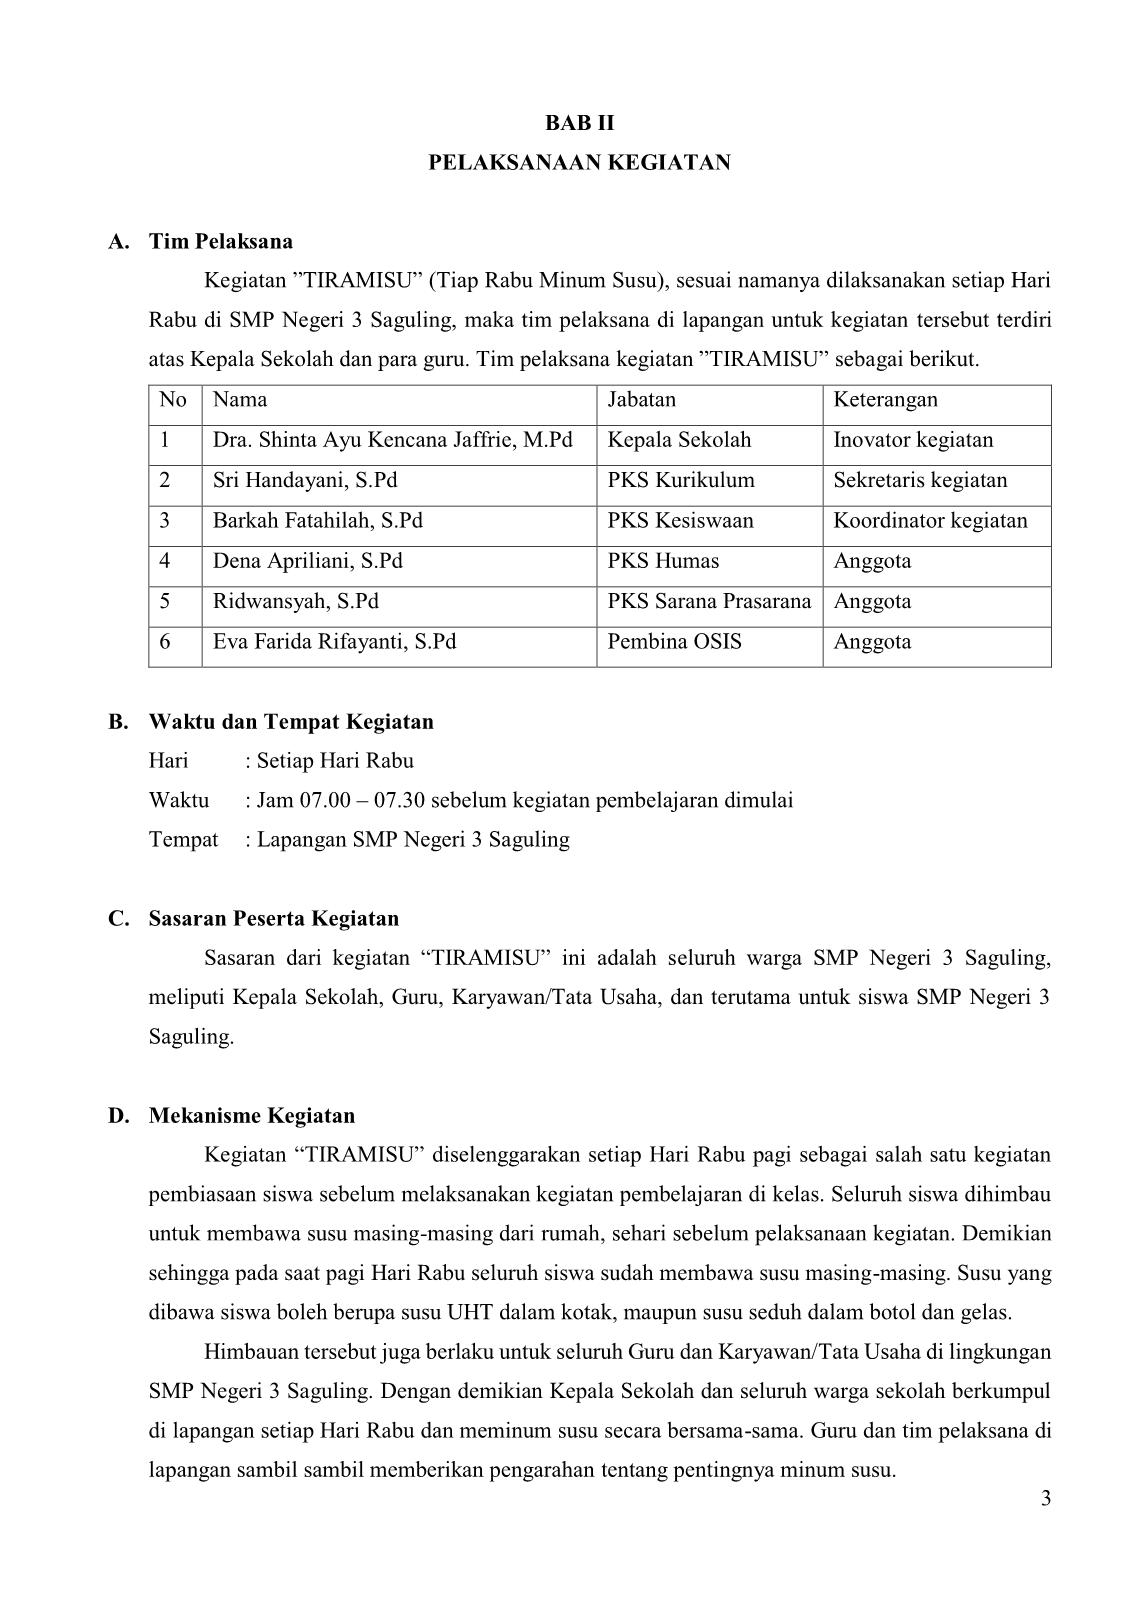 BAB II
PELAKSANAAN KEGIATAN
A. Tim Pelaksana
Kegiatan ”TIRAMISU” (Tiap Rabu Minum Susu), sesuai namanya dilaksanakan setiap Hari
Rabu di SMP Negeri 3 Saguling, maka tim pelaksana di lapangan untuk kegiatan tersebut terdiri
atas Kepala Sekolah dan para guru. Tim pelaksana kegiatan ”TIRAMISU” sebagai berikut.
No Nama Jabatan Keterangan
1 Dra. Shinta Ayu Kencana Jaffrie, M.Pd Kepala Sekolah Inovator kegiatan
2 Sri Handayani, S.Pd PKS Kurikulum Sekretaris kegiatan
3 Barkah Fatahilah, S.Pd PKS Kesiswaan Koordinator kegiatan
4 Dena Apriliani, S.Pd PKS Humas Anggota
5 Ridwansyah, S.Pd PKS Sarana Prasarana Anggota
6 Eva Farida Rifayanti, S.Pd Pembina OSIS Anggota
B. Waktu dan Tempat Kegiatan
Hari : Setiap Hari Rabu
Waktu : Jam 07.00 – 07.30 sebelum kegiatan pembelajaran dimulai
Tempat : Lapangan SMP Negeri 3 Saguling
C. Sasaran Peserta Kegiatan
Sasaran dari kegiatan “TIRAMISU” ini adalah seluruh warga SMP Negeri 3 Saguling,
meliputi Kepala Sekolah, Guru, Karyawan/Tata Usaha, dan terutama untuk siswa SMP Negeri 3
Saguling.
D. Mekanisme Kegiatan
Kegiatan “TIRAMISU” diselenggarakan setiap Hari Rabu pagi sebagai salah satu kegiatan
pembiasaan siswa sebelum melaksanakan kegiatan pembelajaran di kelas. Seluruh siswa dihimbau
untuk membawa susu masing-masing dari rumah, sehari sebelum pelaksanaan kegiatan. Demikian
sehingga pada saat pagi Hari Rabu seluruh siswa sudah membawa susu masing-masing. Susu yang
dibawa siswa boleh berupa susu UHT dalam kotak, maupun susu seduh dalam botol dan gelas.
Himbauan tersebut juga berlaku untuk seluruh Guru dan Karyawan/Tata Usaha di lingkungan
SMP Negeri 3 Saguling. Dengan demikian Kepala Sekolah dan seluruh warga sekolah berkumpul
di lapangan setiap Hari Rabu dan meminum susu secara bersama-sama. Guru dan tim pelaksana di
lapangan sambil sambil memberikan pengarahan tentang pentingnya minum susu.
3